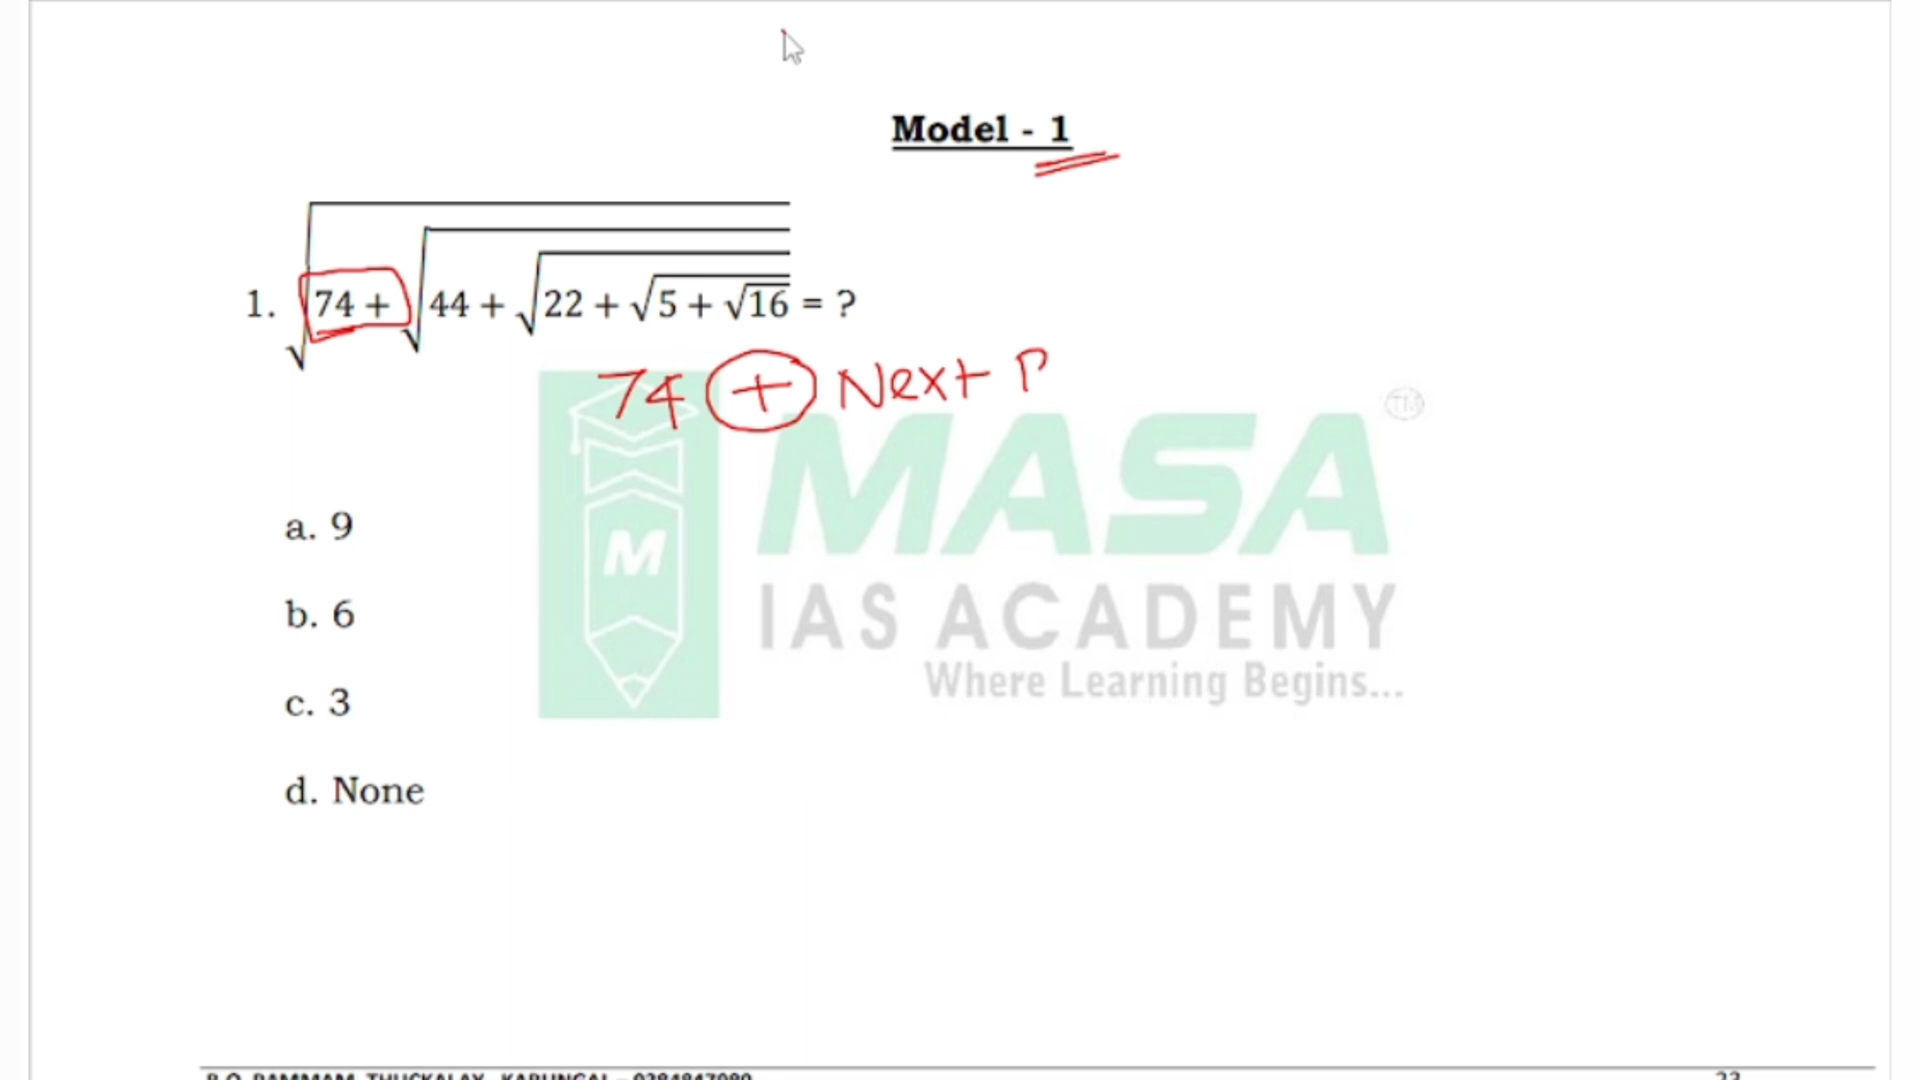 Model - 1
1. √74 + √44 + √22 + √5 + √16 = ?
74 + Next P
TM
MASA
M
IAS ACADEMY
Where Learning Begins...
a. 9
b. 6
c. 3
d. None